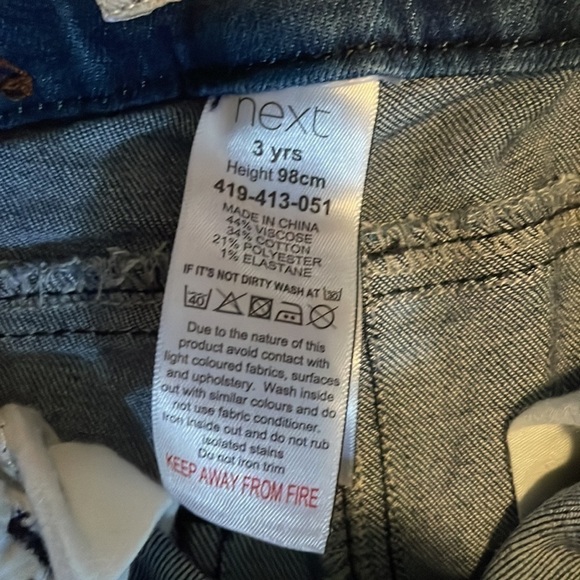 next
3 yrs
Height 98cm
419-413-051
MADE IN CHINA
44% VISCOSE
34% COTTON
21% POLYESTER
1% ELASTANE
IF IT'S NOT DIRTY WASH AT 30
40
Due to the nature of this
product avoid contact with
light coloured fabrics, surfaces
and upholstery. Wash inside
out with similar colours and do
not use fabric conditioner.
Iron inside out and do not rub
isolated stains
Do not iron trim
KEEP AWAY FROM FIRE